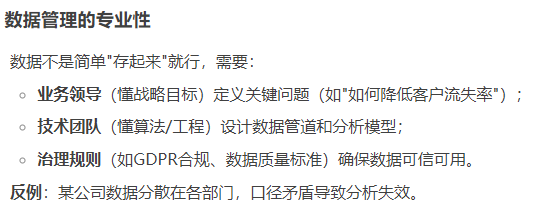 数据管理的专业性
数据不是简单"存起来"就行，需要：
业务领导（懂战略目标）定义关键问题（如"如何降低客户流失率"）；
技术团队（懂算法/工程）设计数据管道和分析模型；
治理规则（如GDPR合规、数据质量标准）确保数据可信可用。
反例：某公司数据分散在各部门，口径矛盾导致分析失效。